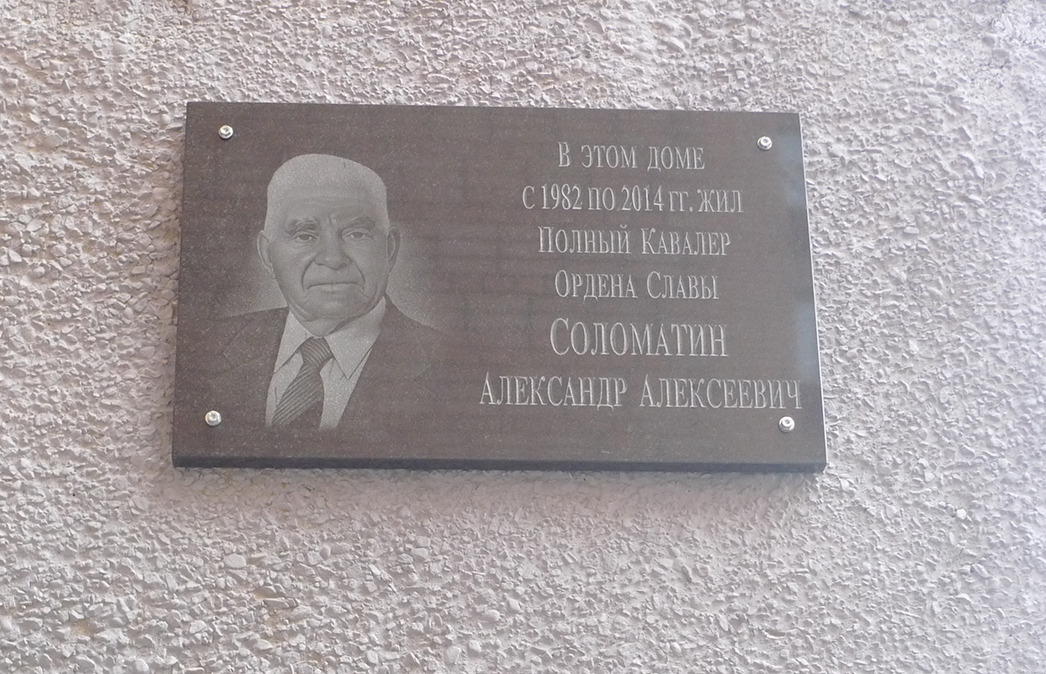 В ЭТОМ ДОМЕ
С 1982 ПО 2014 ГГ. ЖИЛ
ПОЛНЫЙ КАВАЛЕР
ОРДЕНА СЛАВЫ
СОЛОМАТИН
АЛЕКСАНДР АЛЕКСЕЕВИЧ